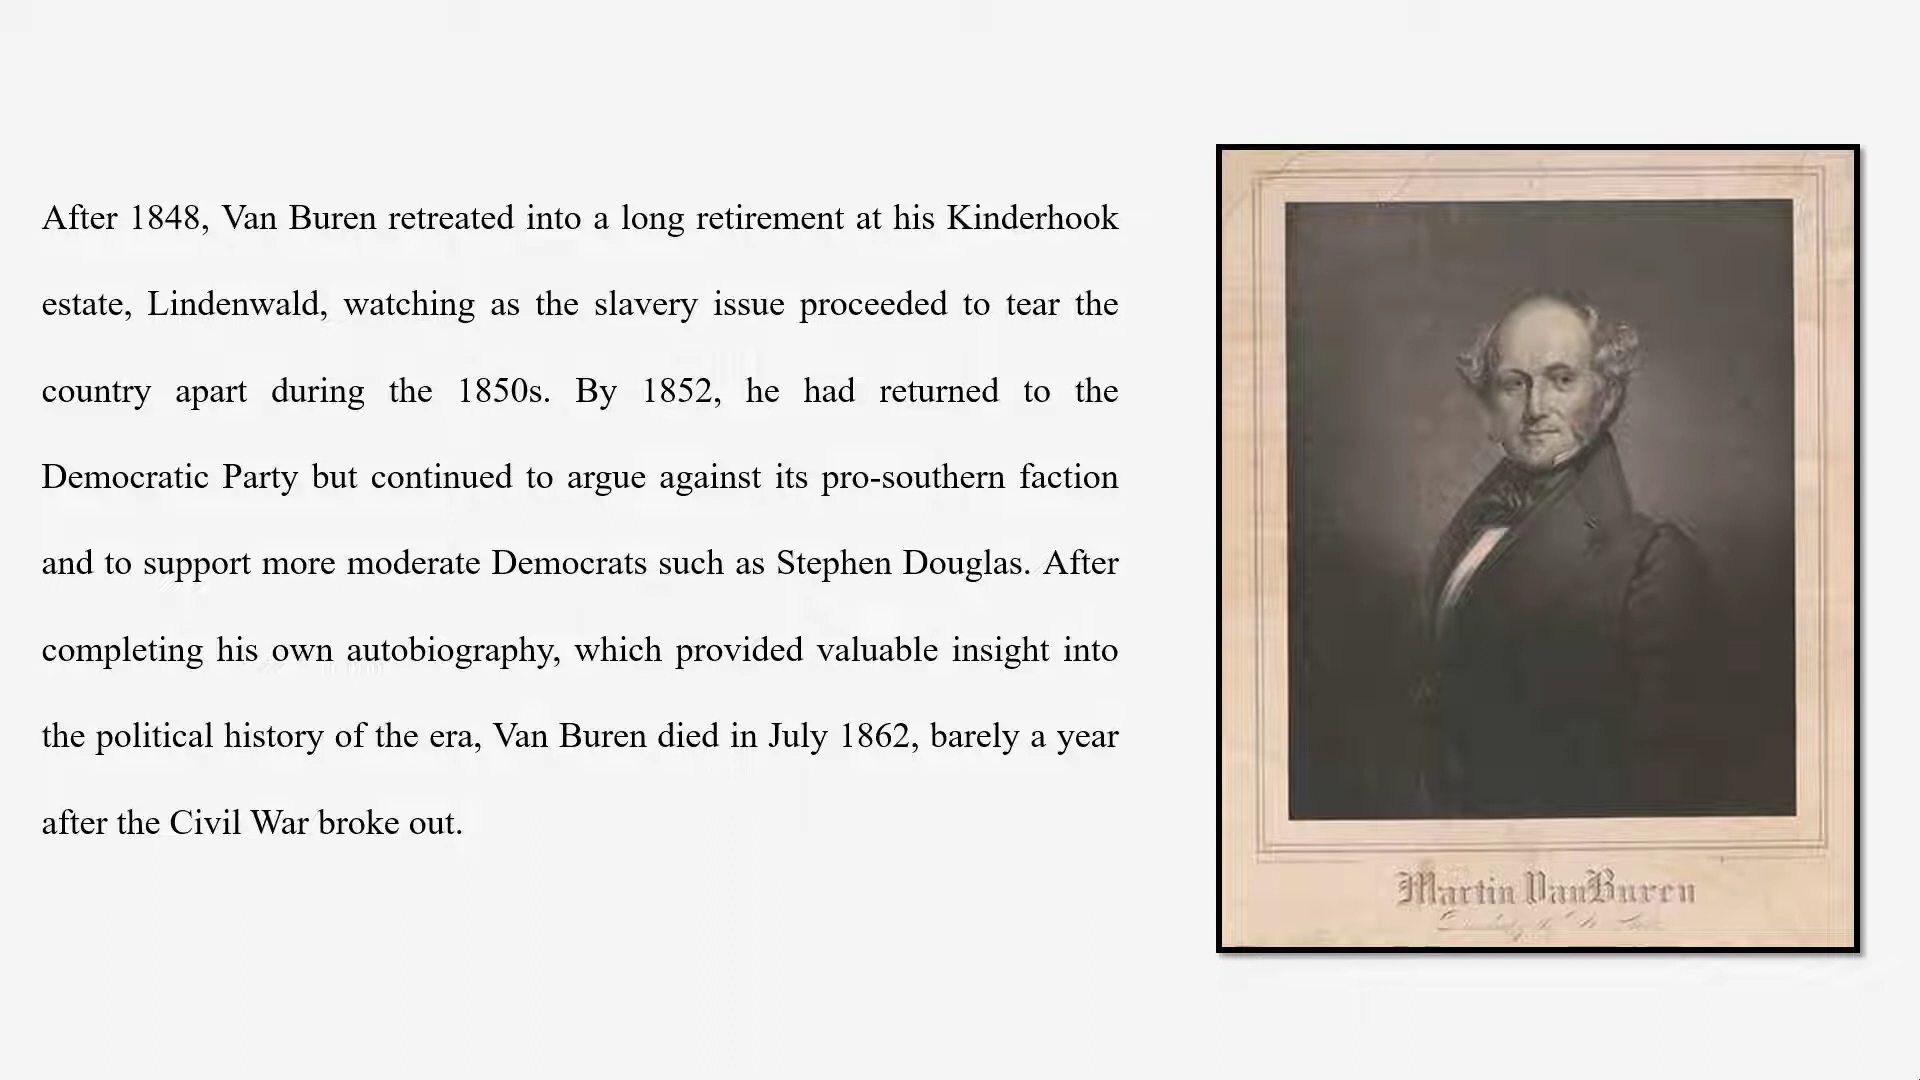 After 1848, Van Buren retreated into a long retirement at his Kinderhook
estate, Lindenwald, watching as the slavery issue proceeded to tear the
country apart during the 1850s. By 1852, he had returned to the
Democratic Party but continued to argue against its pro-southern faction
and to support more moderate Democrats such as Stephen Douglas. After
completing his own autobiography, which provided valuable insight into
the political history of the era, Van Buren died in July 1862, barely a year
after the Civil War broke out.
Martin Van Buren